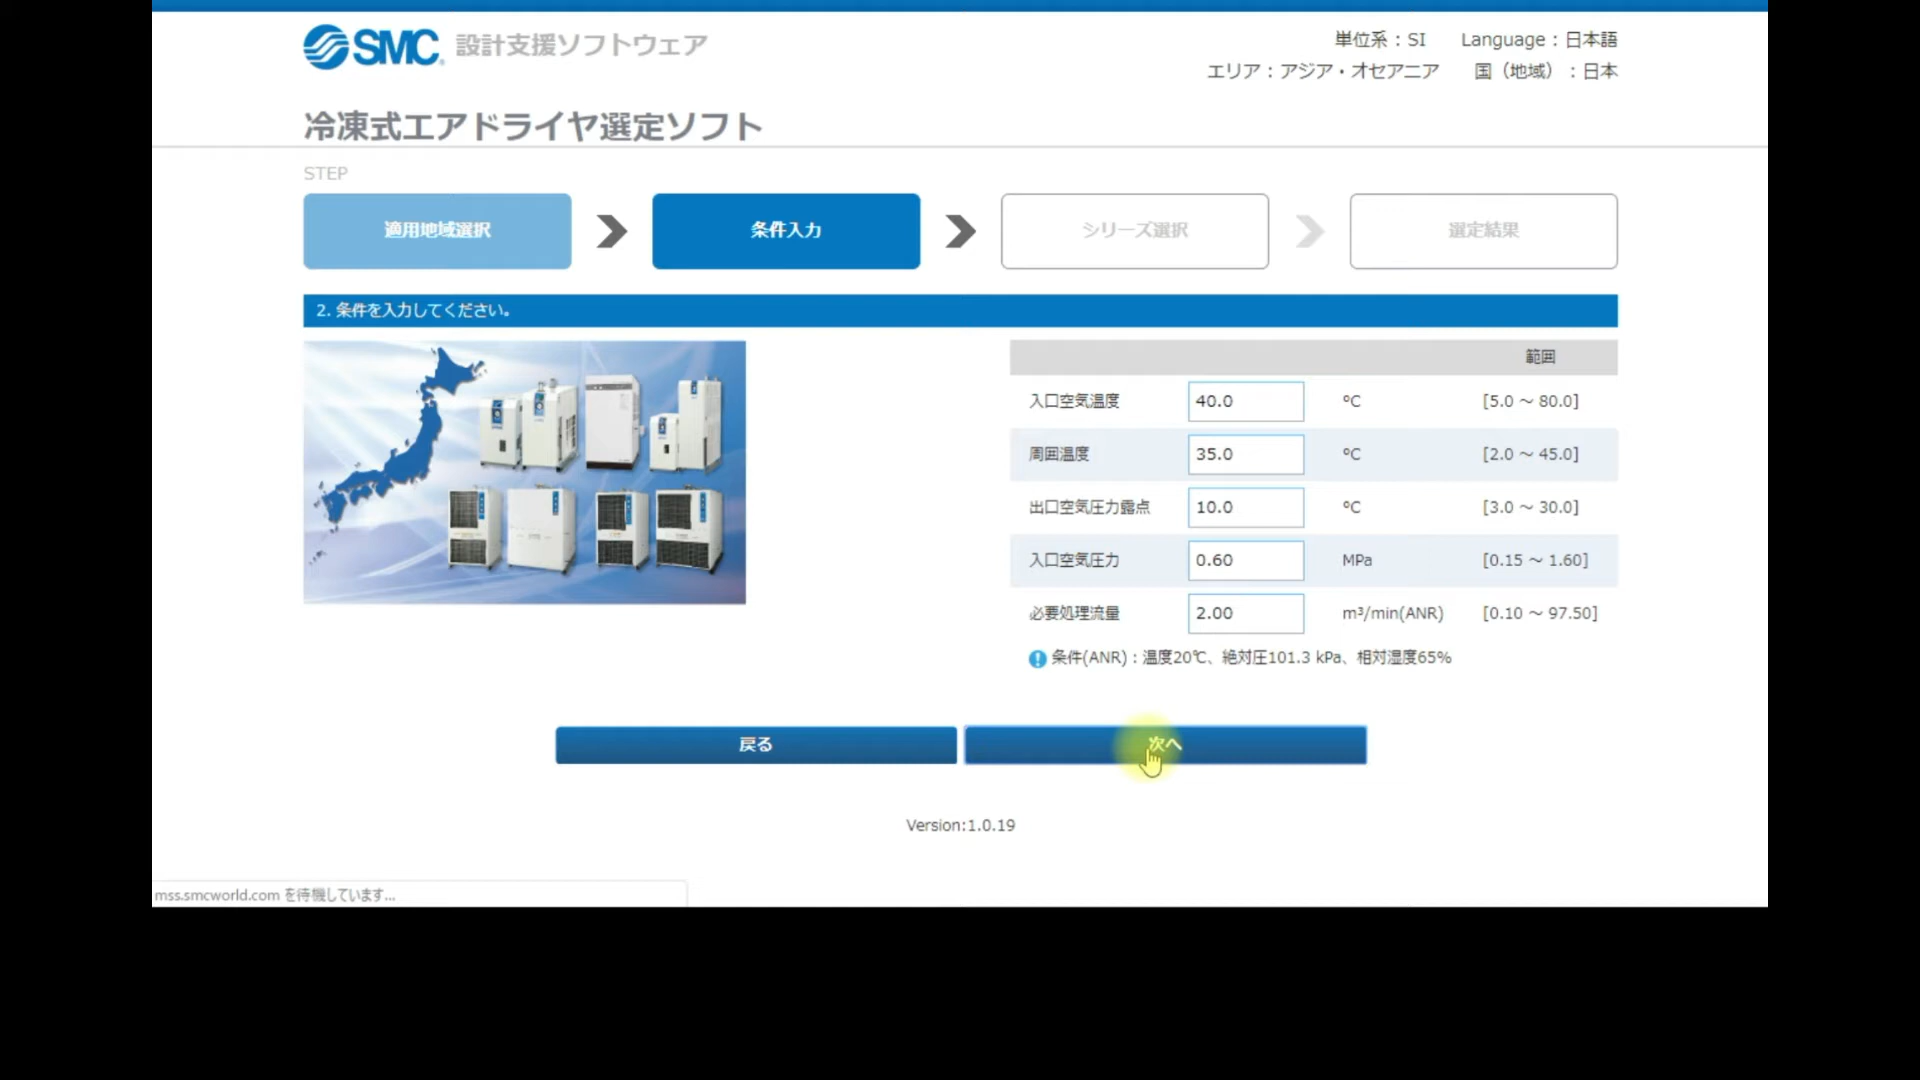 SMC 設計支援ソフトウェア
単位系：SI Language：日本語
エリア：アジア・オセアニア 国（地域）：日本
冷凍式エアドライヤ選定ソフト
STEP
適用地域選択 条件入力 シリーズ選択 選定結果
2. 条件を入力してください。
範囲
入口空気温度 40.0 ℃ [5.0 ～ 80.0]
周囲温度 35.0 ℃ [2.0 ～ 45.0]
出口空気圧力露点 10.0 ℃ [3.0 ～ 30.0]
入口空気圧力 0.60 MPa [0.15 ～ 1.60]
必要処理流量 2.00 m³/min(ANR) [0.10 ～ 97.50]
条件(ANR)：温度20℃、絶対圧101.3 kPa、相対湿度65%
戻る 次へ
Version:1.0.19
mss.smcworld.com を待機しています...